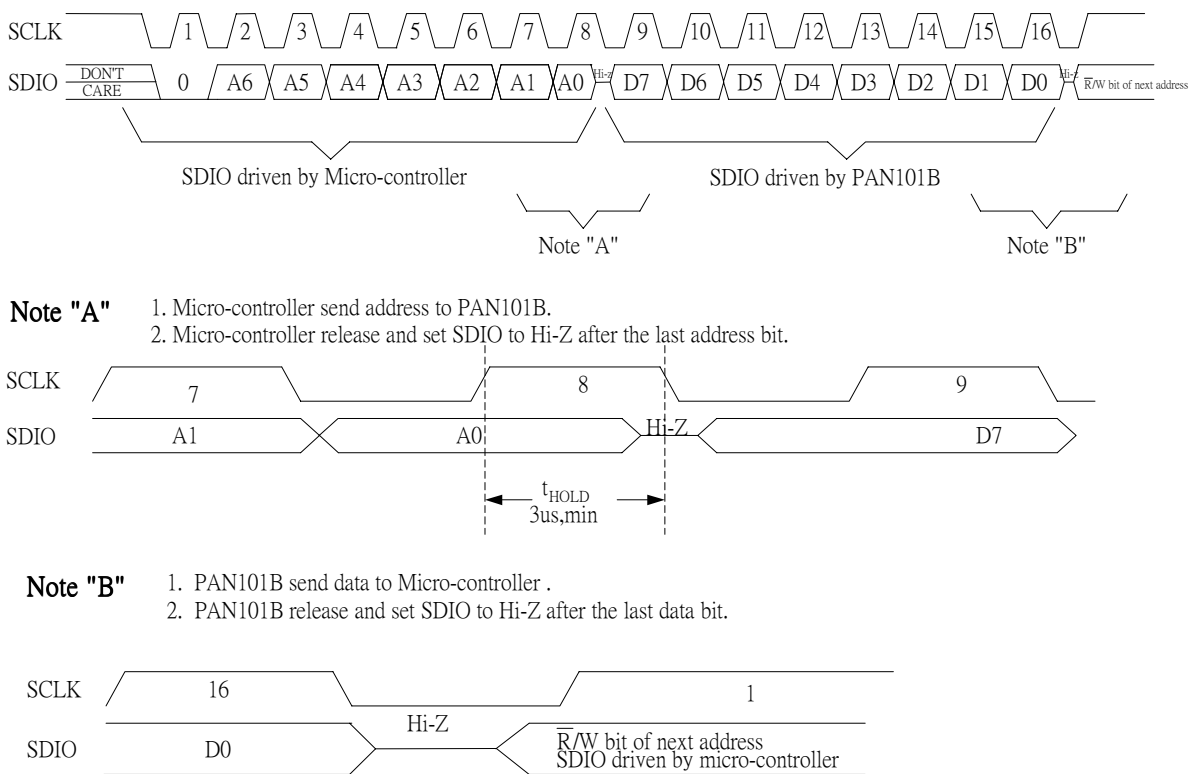 SCLK 1 2 3 4 5 6 7 8 9 10 11 12 13 14 15 16
SDIO DON'T CARE 0 A6 A5 A4 A3 A2 A1 A0 Hi-z D7 D6 D5 D4 D3 D2 D1 D0 Hi-z R̅/W bit of next address
SDIO driven by Micro-controller SDIO driven by PAN101B
Note "A" Note "B"
Note "A" 1. Micro-controller send address to PAN101B.
2. Micro-controller release and set SDIO to Hi-Z after the last address bit.
SCLK 7 8 9
SDIO A1 A0 Hi-Z D7
tHOLD
3us,min
Note "B" 1. PAN101B send data to Micro-controller .
2. PAN101B release and set SDIO to Hi-Z after the last data bit.
SCLK 16 1
Hi-Z
SDIO D0 R̅/W bit of next address
SDIO driven by micro-controller